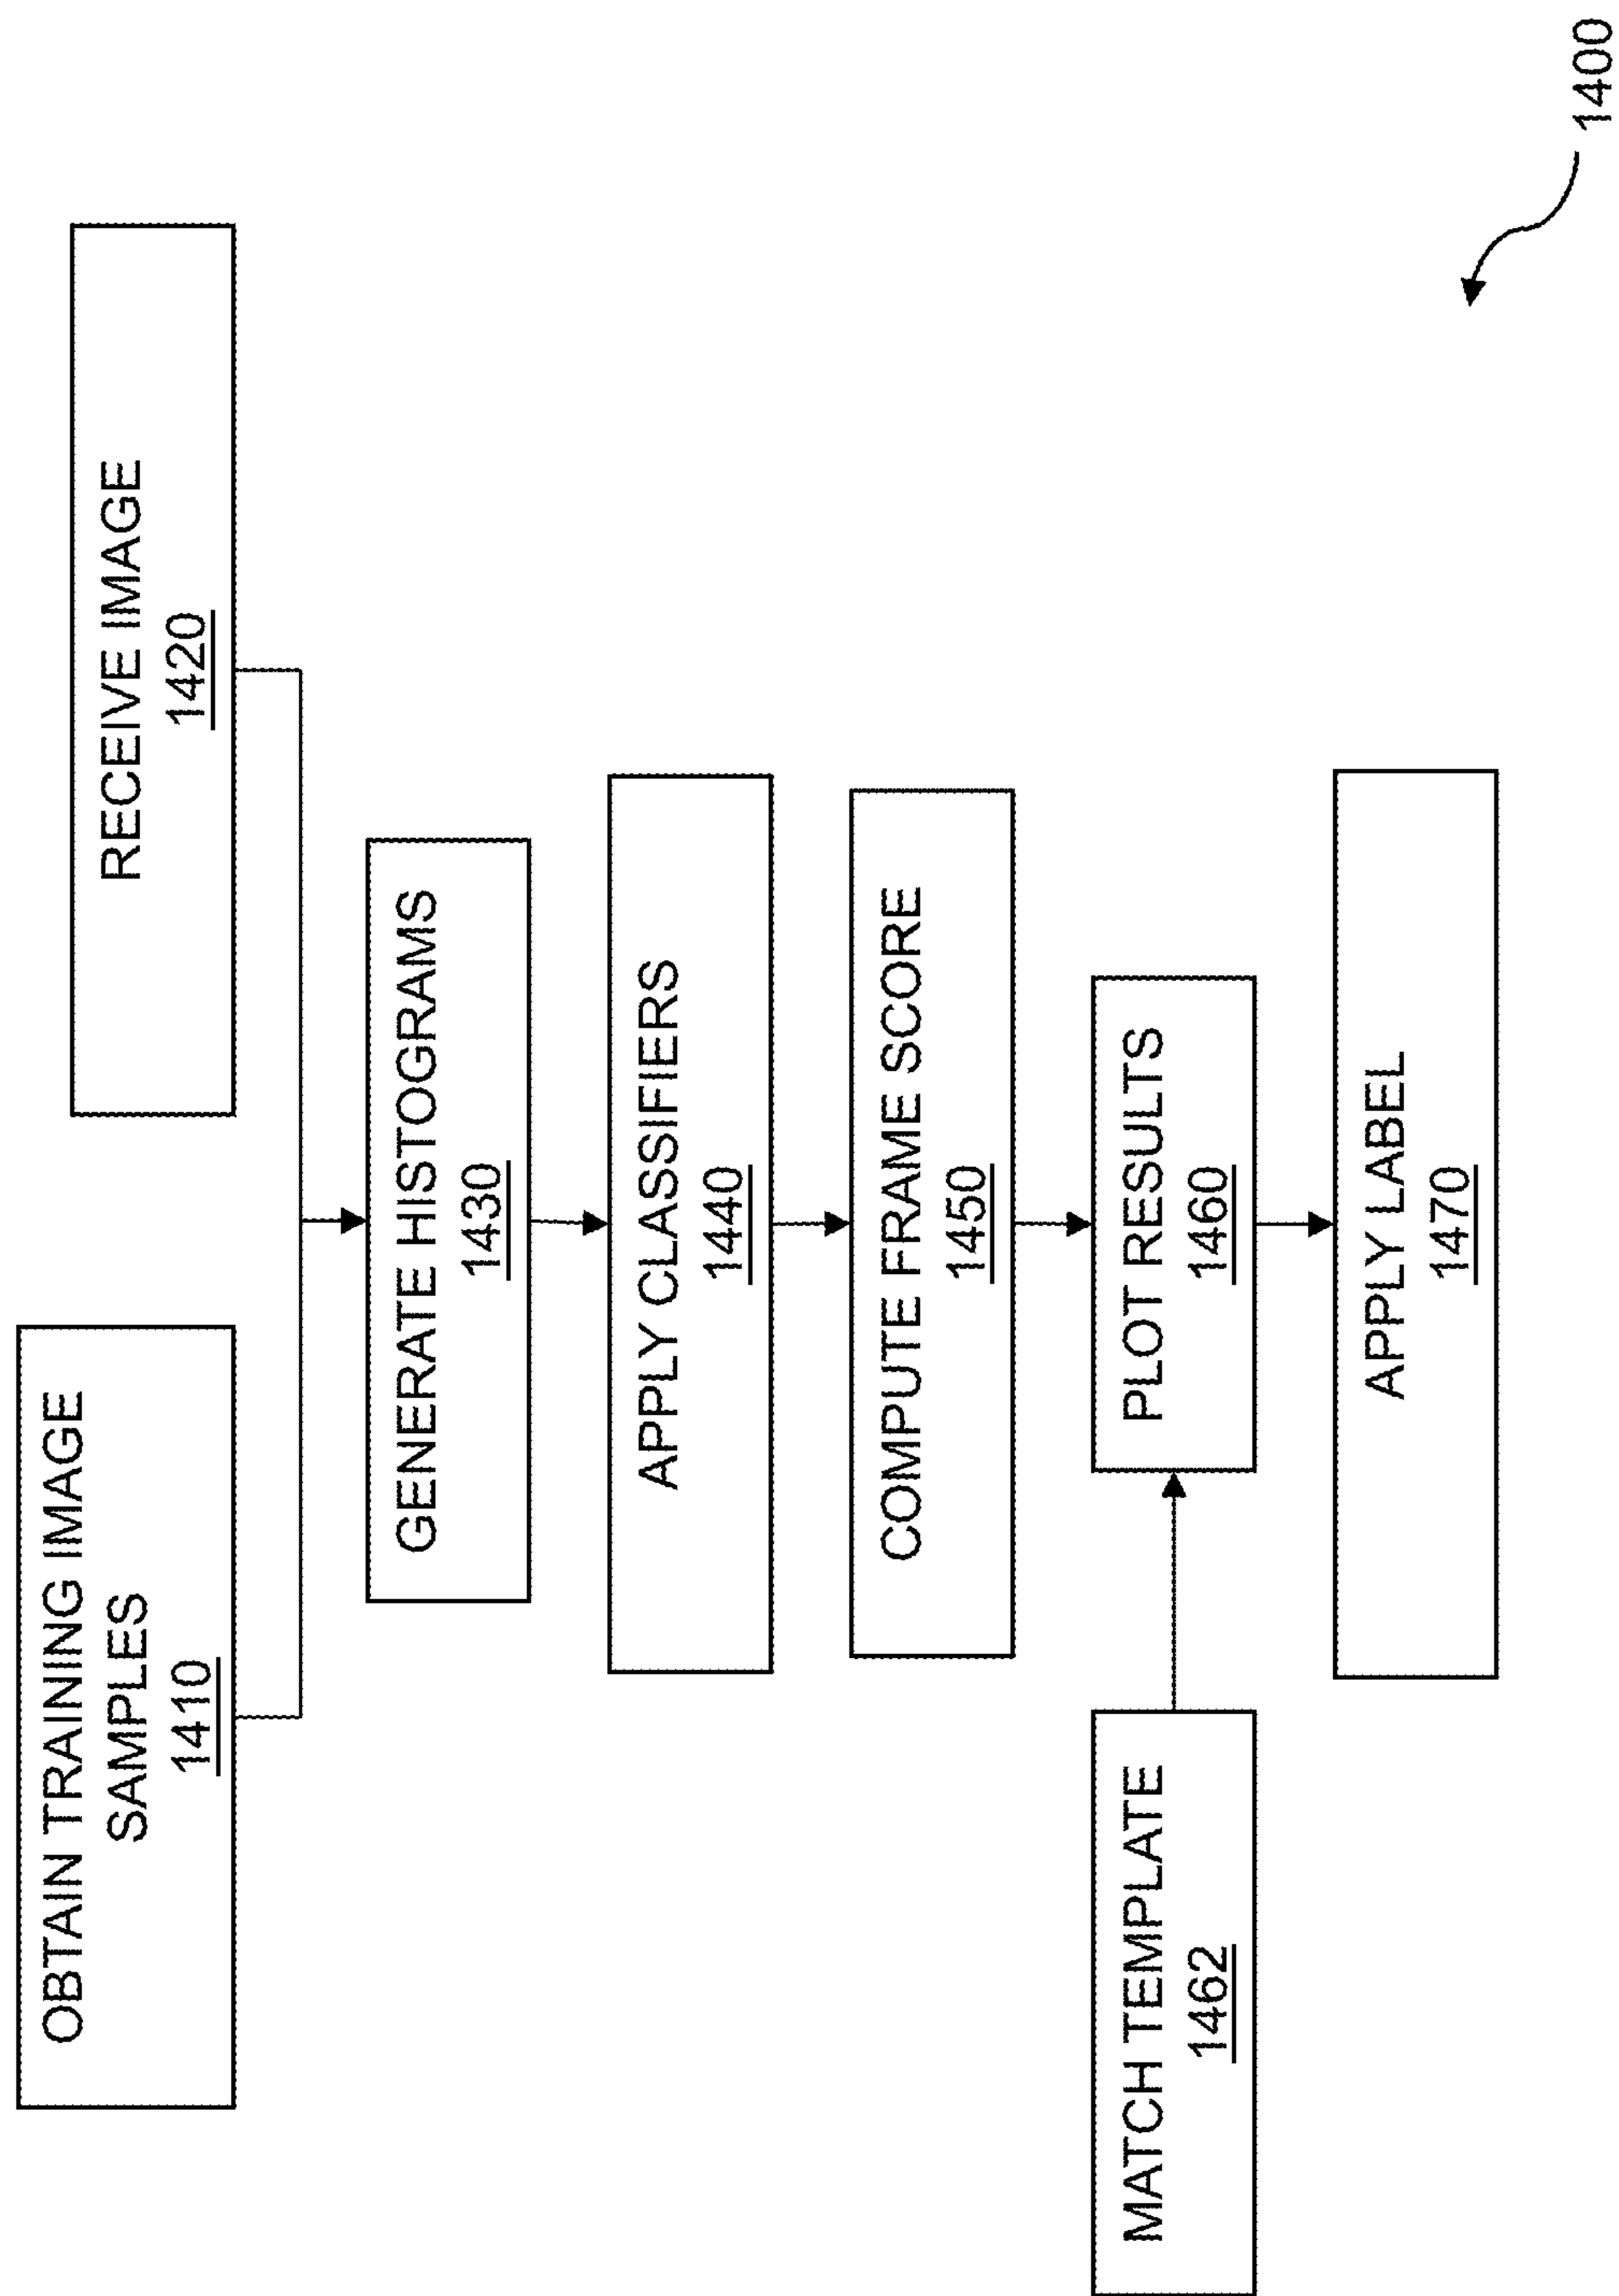 OBTAIN TRAINING IMAGE
SAMPLES
1410
RECEIVE IMAGE
1420
GENERATE HISTOGRAMS
1430
APPLY CLASSIFIERS
1440
COMPUTE FRAME SCORE
1450
MATCH TEMPLATE
1462
PLOT RESULTS
1460
APPLY LABEL
1470
1400